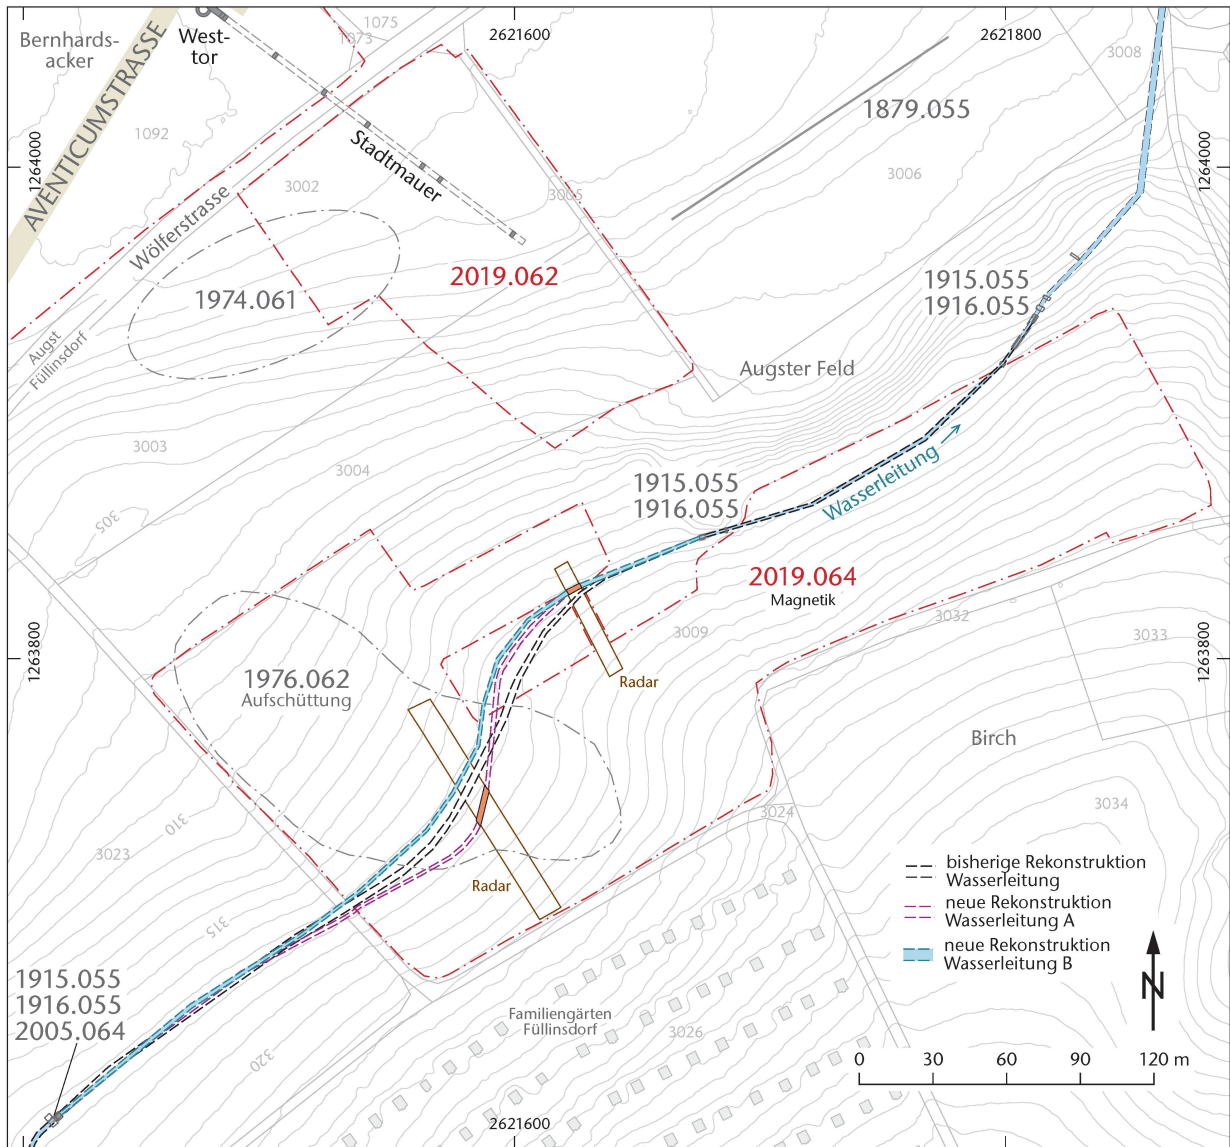 1075
1073
2621600
2621800
3008
Bernhards-
acker
West-
tor
AVENTICUMSTRASSE
1092
1879.055
Stadtmauer
1264000
1264000
3002
3005
3006
Wölferstrasse
2019.062
1974.061
1915.055
1916.055
Augst
Füllinsdorf
Augster Feld
3003
3004
1915.055
1916.055
Wasserleitung
305
2019.064
Magnetik
3032
3009
3033
1263800
1263800
1976.062
Aufschüttung
Radar
Birch
310
3024
3034
3023
Radar
bisherige Rekonstruktion
Wasserleitung
neue Rekonstruktion
Wasserleitung A
neue Rekonstruktion
Wasserleitung B
315
1915.055
1916.055
2005.064
N
Familiengärten
Füllinsdorf
3026
320
0 30 60 90 120 m
2621600